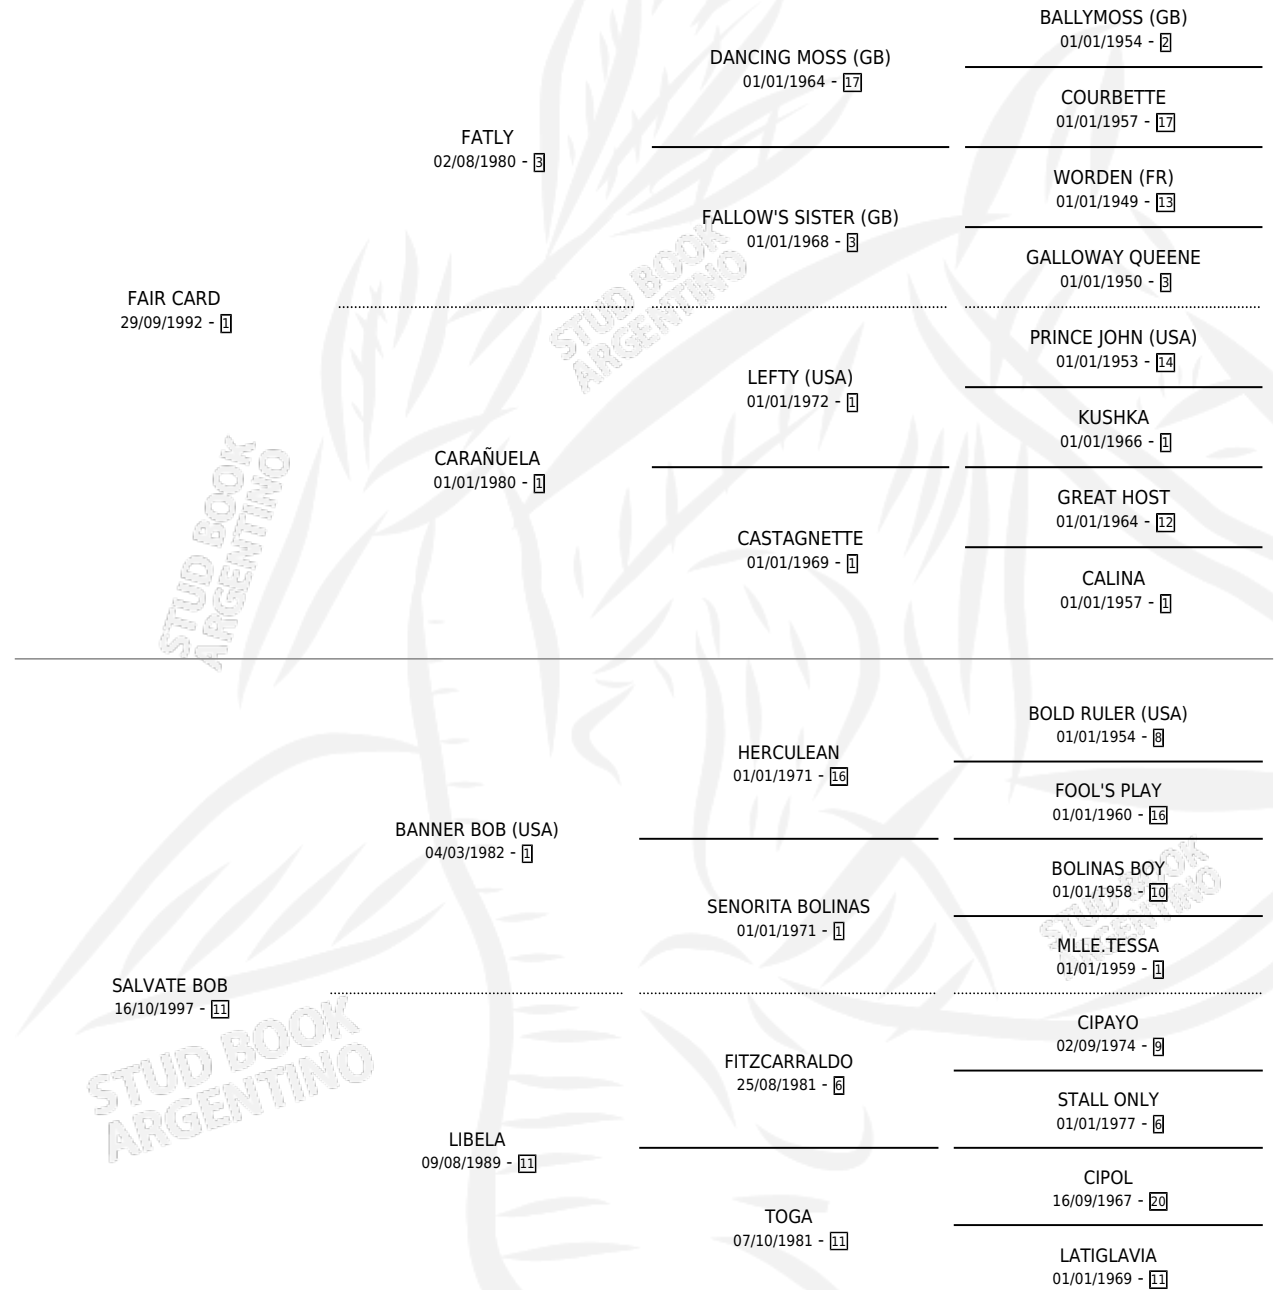 BALLYMOSS (GB)
01/01/1954 - 2
DANCING MOSS (GB)
01/01/1964 - 17
COURBETTE
01/01/1957 - 17
FATLY
02/08/1980 - 3
WORDEN (FR)
01/01/1949 - 13
FALLOW'S SISTER (GB)
01/01/1968 - 3
GALLOWAY QUEENE
01/01/1950 - 3
FAIR CARD
29/09/1992 - 1
PRINCE JOHN (USA)
01/01/1953 - 14
LEFTY (USA)
01/01/1972 - 1
KUSHKA
01/01/1966 - 1
CARAÑUELA
01/01/1980 - 1
GREAT HOST
01/01/1964 - 12
CASTAGNETTE
01/01/1969 - 1
CALINA
01/01/1957 - 1
BOLD RULER (USA)
01/01/1954 - 8
HERCULEAN
01/01/1971 - 16
FOOL'S PLAY
01/01/1960 - 16
BANNER BOB (USA)
04/03/1982 - 1
BOLINAS BOY
01/01/1958 - 10
SENORITA BOLINAS
01/01/1971 - 1
MLLE.TESSA
01/01/1959 - 1
SALVATE BOB
16/10/1997 - 11
CIPAYO
02/09/1974 - 9
FITZCARRALDO
25/08/1981 - 6
STALL ONLY
01/01/1977 - 6
LIBELA
09/08/1989 - 11
CIPOL
16/09/1967 - 20
TOGA
07/10/1981 - 11
LATIGLAVIA
01/01/1969 - 11
STUD BOOK
ARGENTINO
STUD BOOK
ARGENTINO
STUD BOOK
ARGENTINO
STUD BOOK
ARGENTINO